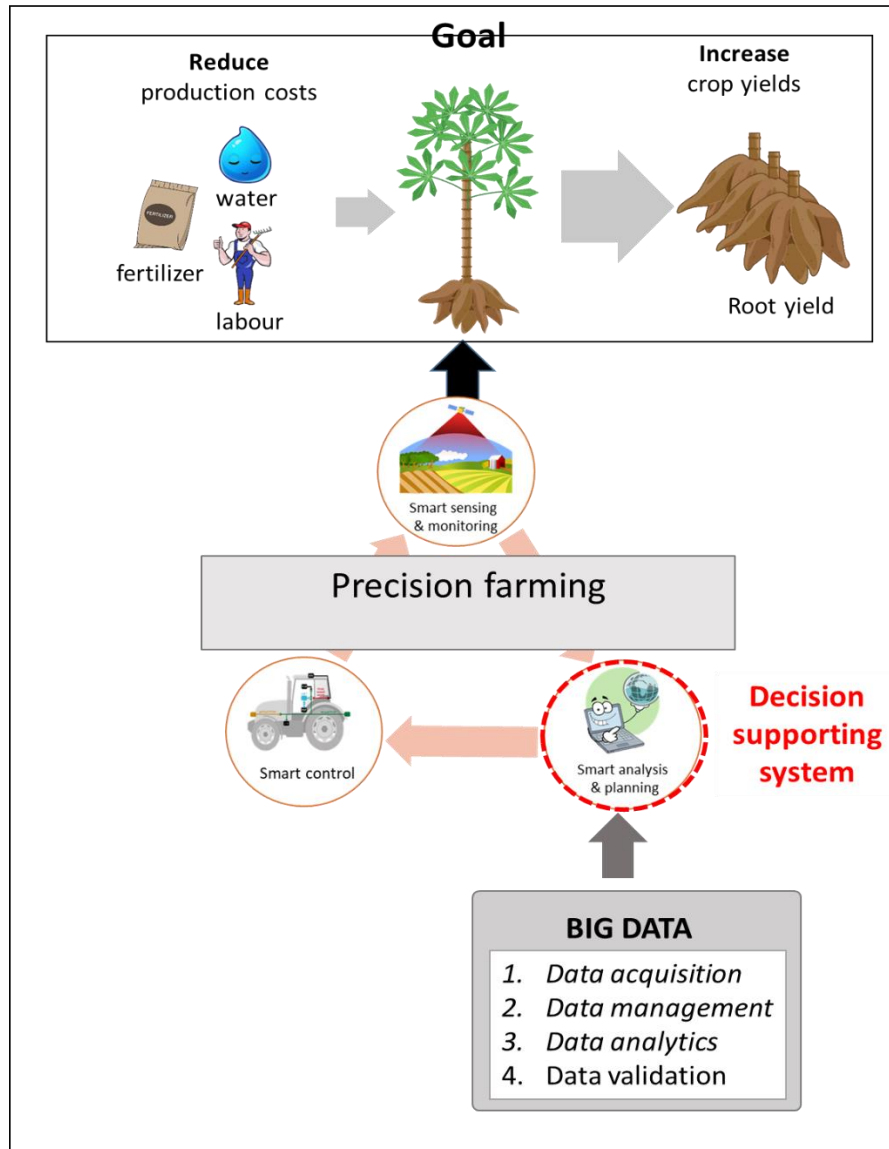 Goal
Reduce
production costs
water
FERTILIZER
fertilizer
labour
Increase
crop yields
Root yield
Smart sensing
& monitoring
Precision farming
Smart control
Smart analysis
& planning
Decision
supporting
system
BIG DATA
1. Data acquisition
2. Data management
3. Data analytics
4. Data validation